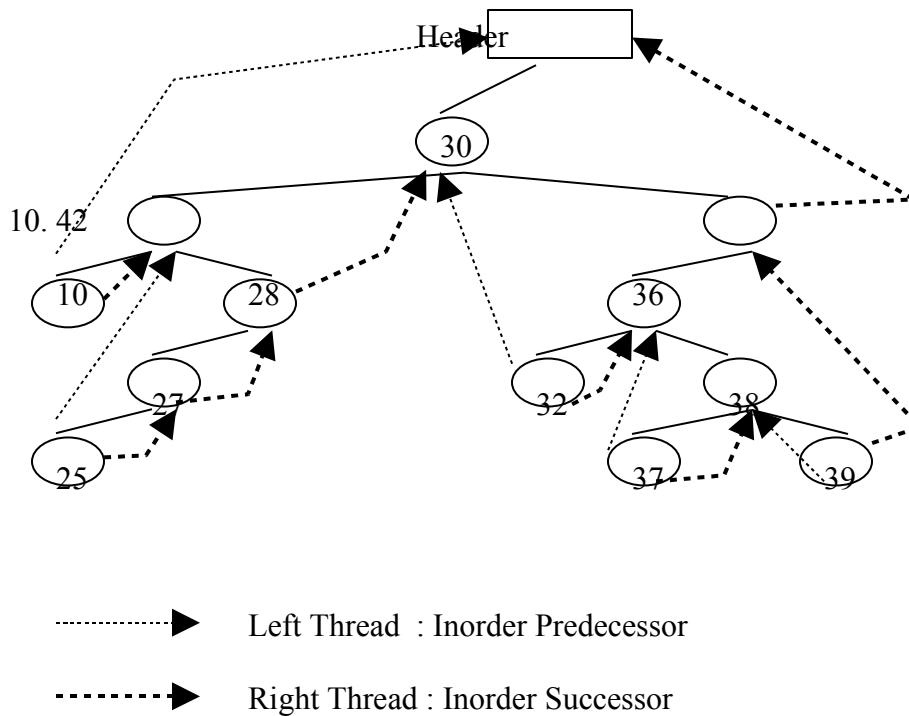 Header
30
10. 42
10 28 36
27 32 38
25 37 39
Left Thread : Inorder Predecessor
Right Thread : Inorder Successor